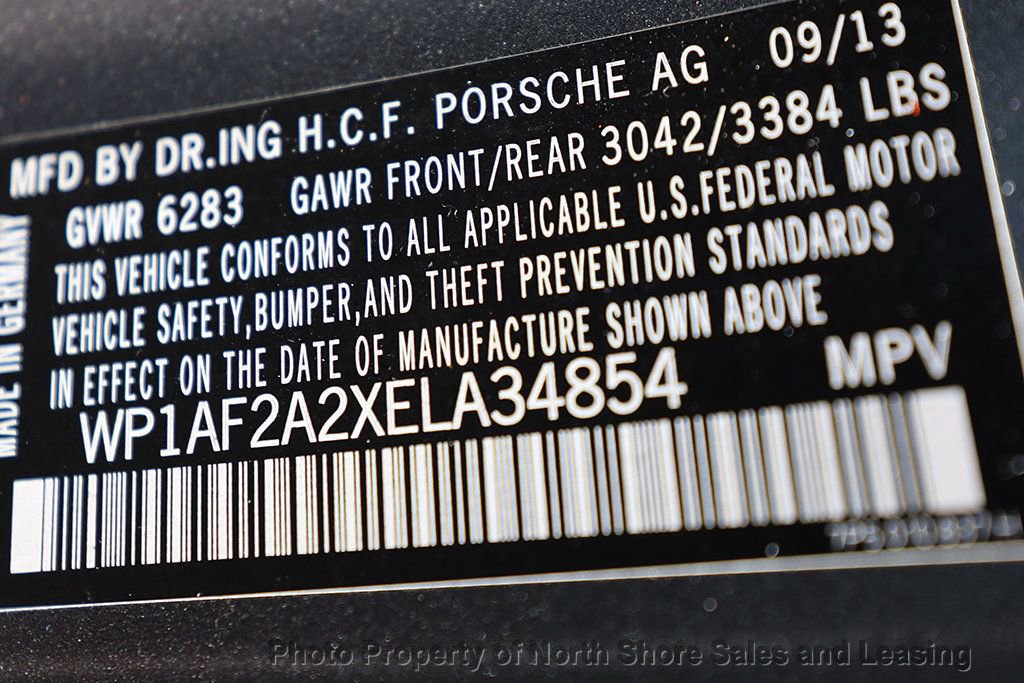 MFD BY DR.ING H.C.F. PORSCHE AG 09/13
GVWR 6283 GAWR FRONT/REAR 3042/3384 LBS
THIS VEHICLE CONFORMS TO ALL APPLICABLE U.S.FEDERAL MOTOR
VEHICLE SAFETY,BUMPER,AND THEFT PREVENTION STANDARDS
IN EFFECT ON THE DATE OF MANUFACTURE SHOWN ABOVE
WP1AF2A2XELA34854 MPV
MADE IN GERMANY
Photo Property of North Shore Sales and Leasing